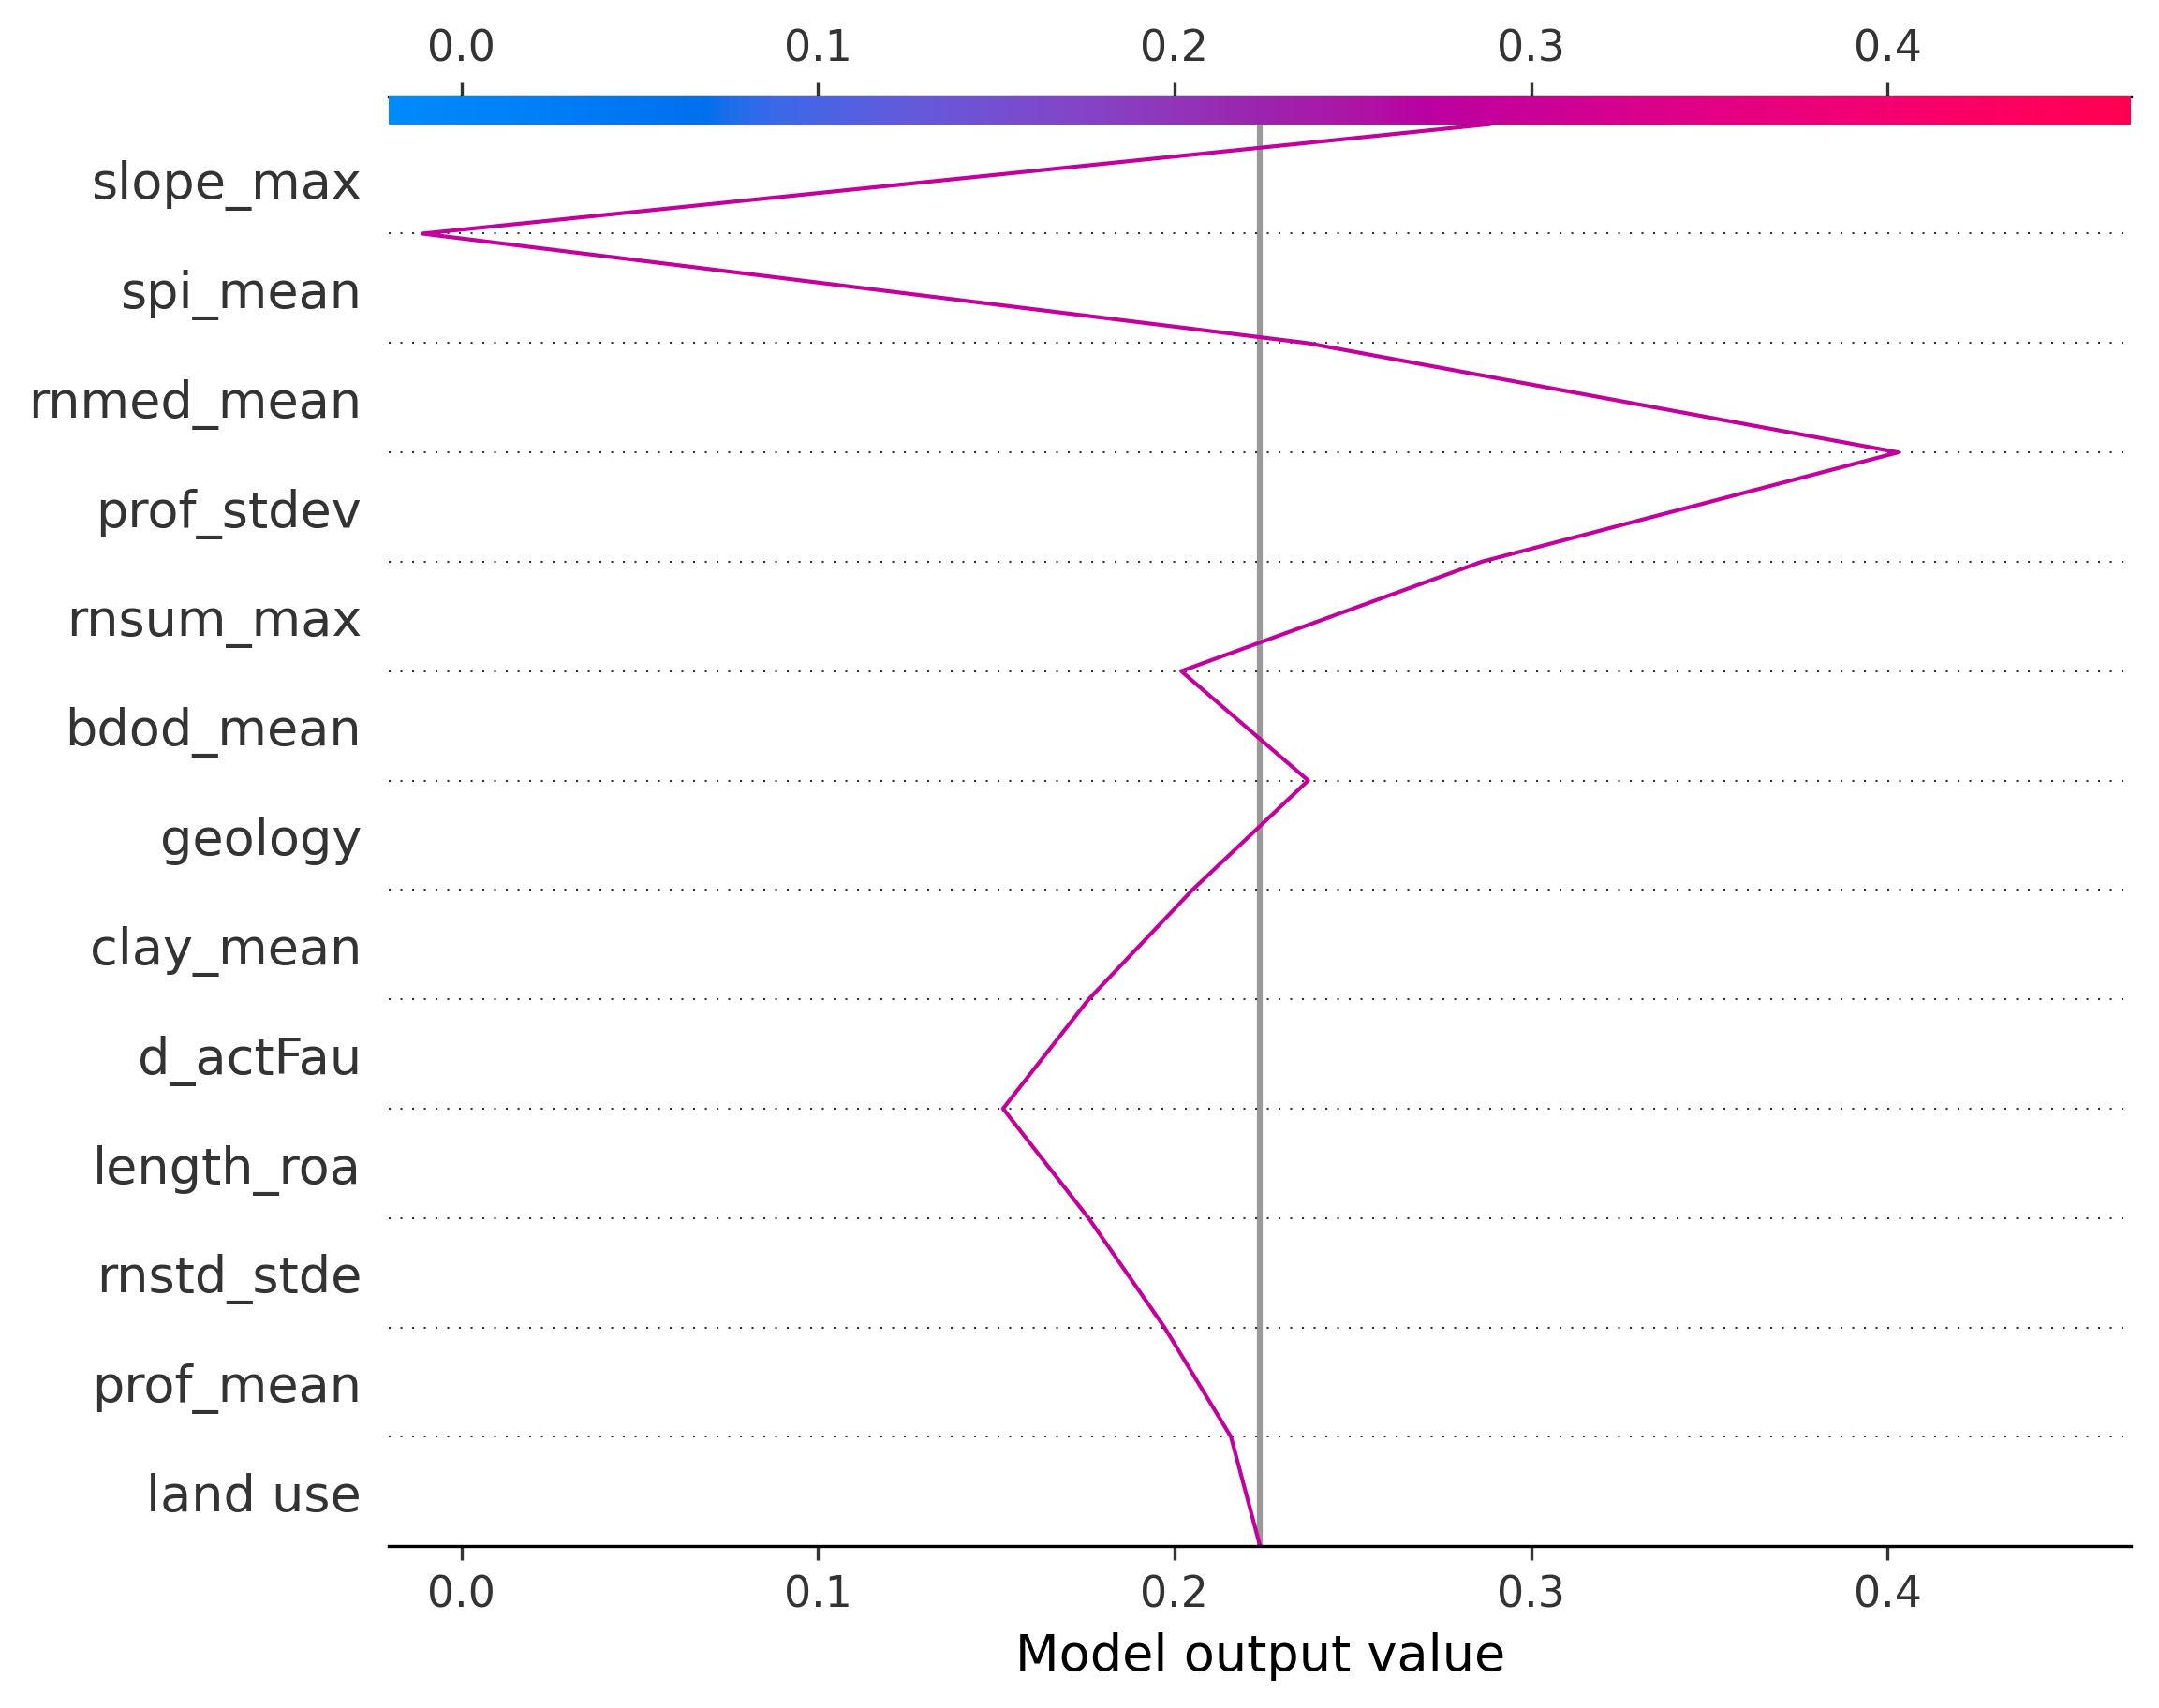 0.0 0.1 0.2 0.3 0.4
slope_max
spi_mean
rnmed_mean
prof_stdev
rnsum_max
bdod_mean
geology
clay_mean
d_actFau
length_roa
rnstd_stde
prof_mean
land use
0.0 0.1 0.2 0.3 0.4
Model output value